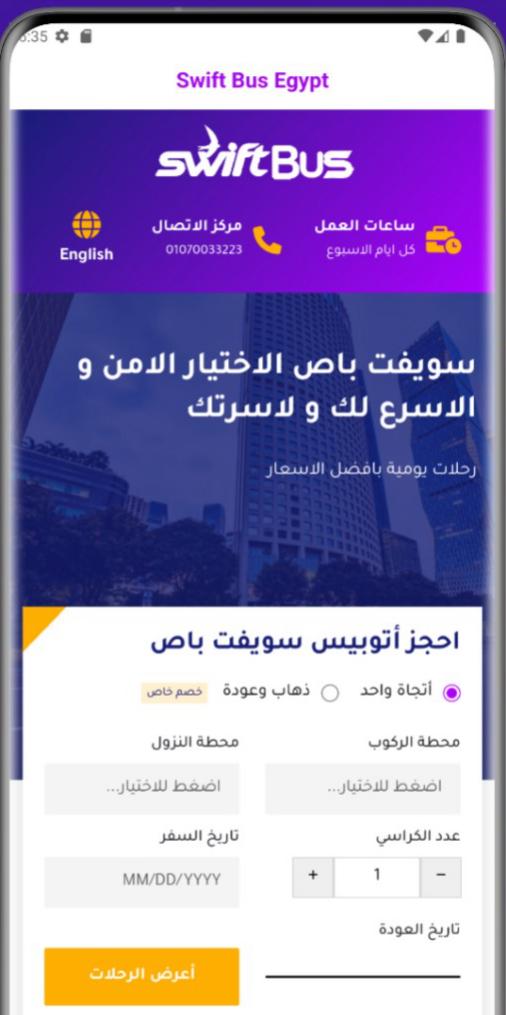 5:35
Swift Bus Egypt
swiftBus
ساعات العمل
كل ايام الاسبوع
مركز الاتصال
01070033223
English
سويفت باص الاختيار الامن و
الاسرع لك و لاسرتك
رحلات يومية بافضل الاسعار
احجز أتوبيس سويفت باص
أتجاة واحد
ذهاب وعودة
خصم خاص
محطة الركوب
محطة النزول
اضغط للاختيار...
اضغط للاختيار...
عدد الكراسي
تاريخ السفر
− 1 +
MM/DD/YYYY
تاريخ العودة
أعرض الرحلات